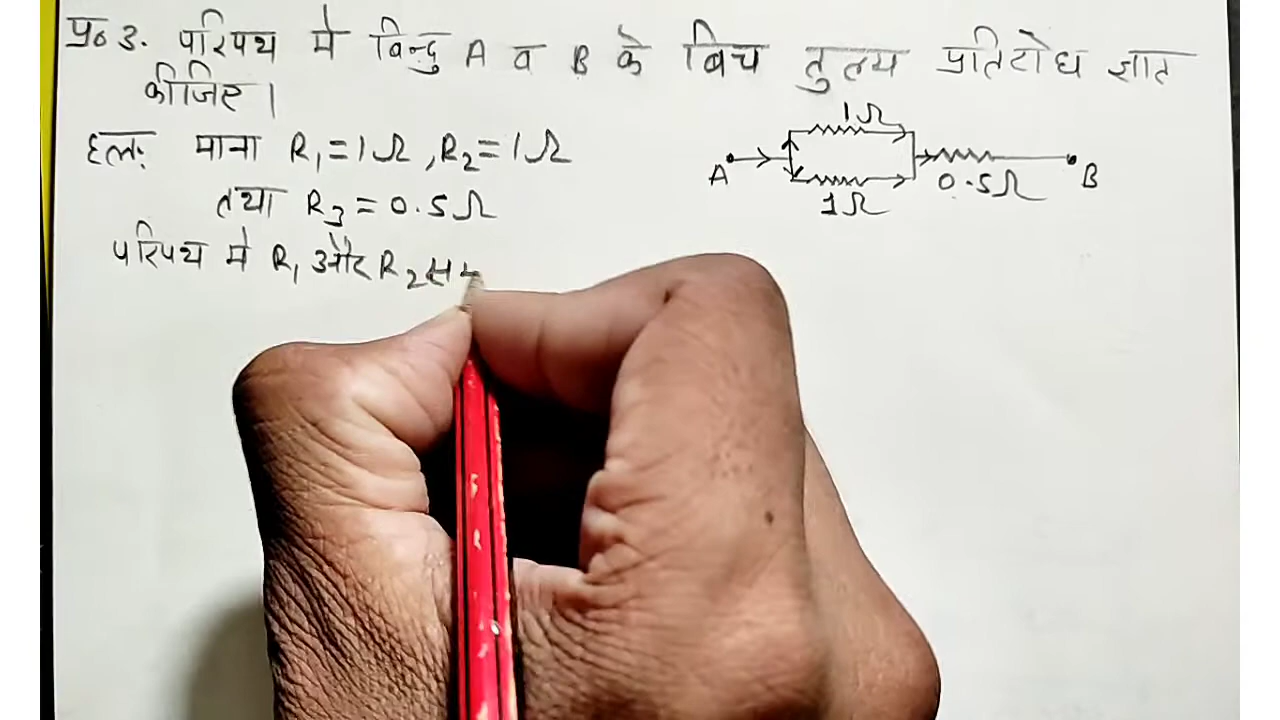 प्र० 3. परिपथ मे बिन्दु A व B के बिच तुल्य प्रतिरोध ज्ञात
कीजिए।
हलः माना R₁=1Ω, R₂=1Ω
तथा R₃=0.5Ω
परिपथ मे R₁ और R₂
1Ω
A
B
0.5Ω
1Ω